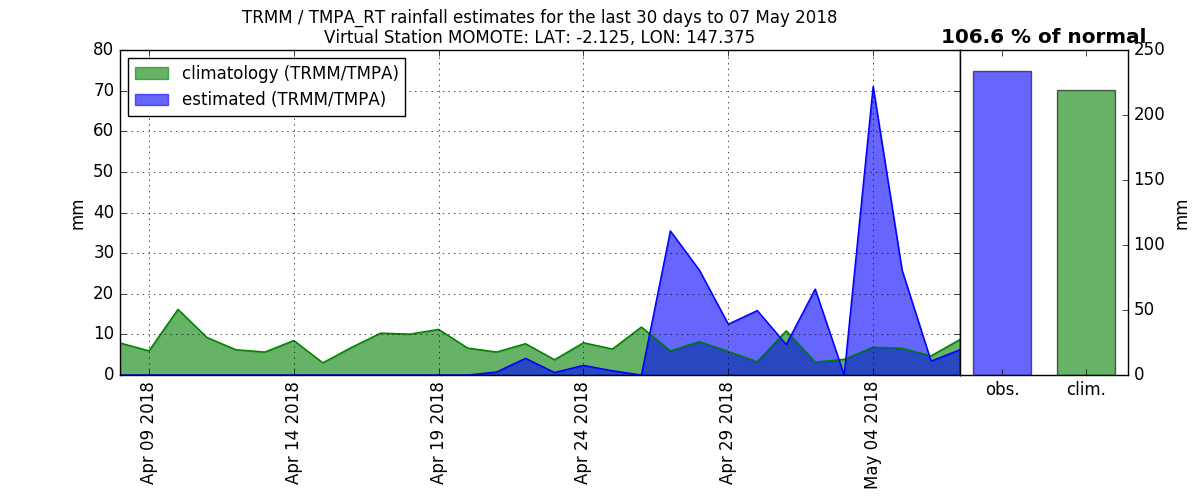 TRMM / TMPA_RT rainfall estimates for the last 30 days to 07 May 2018
Virtual Station MOMOTE: LAT: -2.125, LON: 147.375
106.6 % of normal
climatology (TRMM/TMPA)
estimated (TRMM/TMPA)
80
70
60
50
40
30
20
10
0
mm
Apr 09 2018
Apr 14 2018
Apr 19 2018
Apr 24 2018
Apr 29 2018
May 04 2018
obs.
clim.
250
200
150
100
50
0
mm